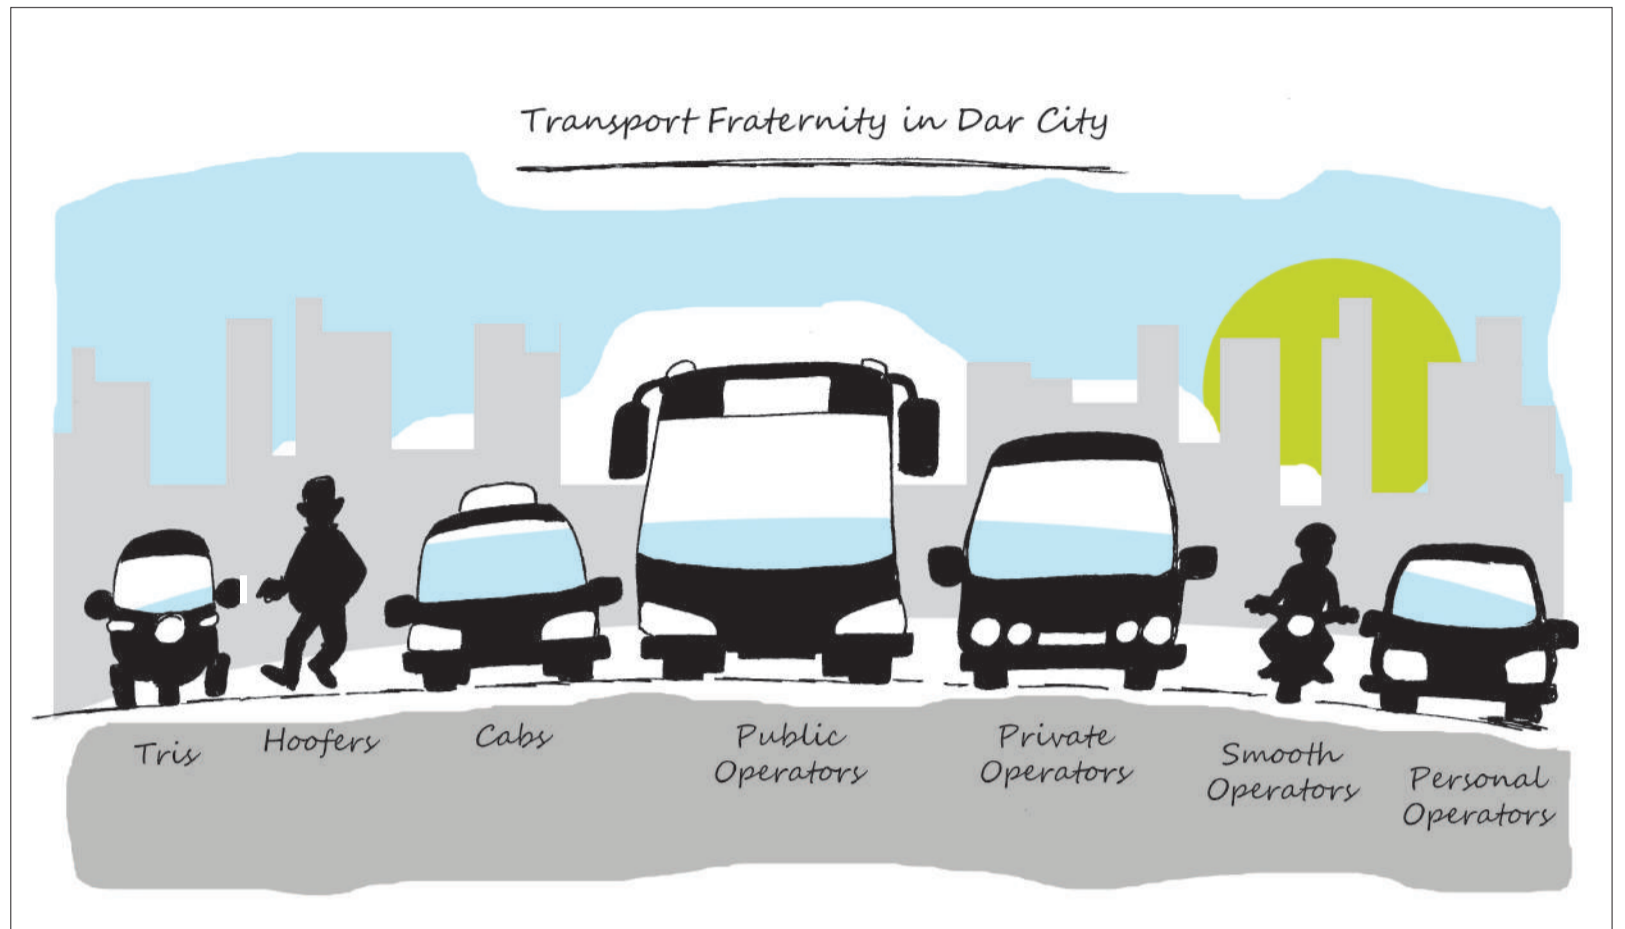 Transport Fraternity in Dar City
Tris
Hoofers
Cabs
Public
Operators
Private
Operators
Smooth
Operators
Personal
Operators